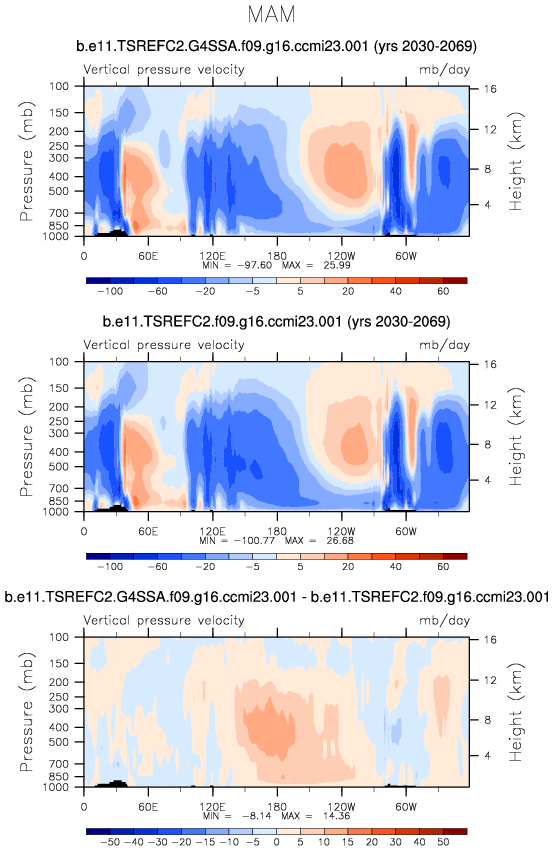 MAM
b.e11.TSREFC2.G4SSA.f09.g16.ccmi23.001 (yrs 2030-2069)
Vertical pressure velocity mb/day
Pressure (mb)
100
150
200
250
300
400
500
700
850
1000
16
12
8
4
Height (km)
0 60E 120E 180 120W 60W
MIN = -97.60 MAX = 25.99
-100 -60 -20 -5 5 20 40 60
b.e11.TSREFC2.f09.g16.ccmi23.001 (yrs 2030-2069)
Vertical pressure velocity mb/day
Pressure (mb)
100
150
200
250
300
400
500
700
850
1000
16
12
8
4
Height (km)
0 60E 120E 180 120W 60W
MIN = -100.77 MAX = 26.68
-100 -60 -20 -5 5 20 40 60
b.e11.TSREFC2.G4SSA.f09.g16.ccmi23.001 - b.e11.TSREFC2.f09.g16.ccmi23.001
Vertical pressure velocity mb/day
Pressure (mb)
100
150
200
250
300
400
500
700
850
1000
16
12
8
4
Height (km)
0 60E 120E 180 120W 60W
MIN = -8.14 MAX = 14.36
-50 -40 -30 -20 -15 -10 -5 0 5 10 15 20 30 40 50